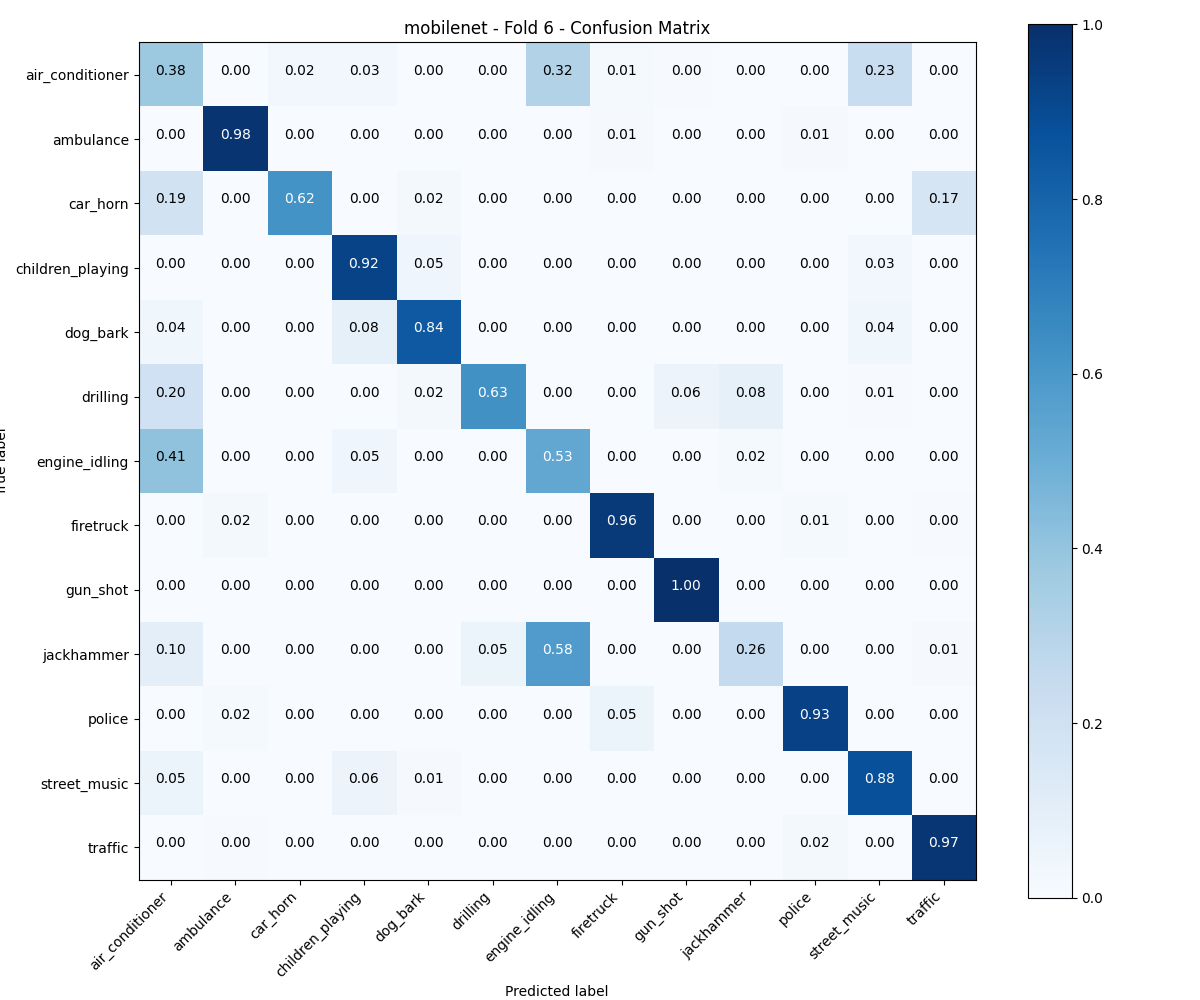 mobilenet - Fold 6 - Confusion Matrix
air_conditioner 0.38 0.00 0.02 0.03 0.00 0.00 0.32 0.01 0.00 0.00 0.00 0.23 0.00
ambulance 0.00 0.98 0.00 0.00 0.00 0.00 0.00 0.01 0.00 0.00 0.01 0.00 0.00
car_horn 0.19 0.00 0.62 0.00 0.02 0.00 0.00 0.00 0.00 0.00 0.00 0.00 0.17
children_playing 0.00 0.00 0.00 0.92 0.05 0.00 0.00 0.00 0.00 0.00 0.00 0.03 0.00
dog_bark 0.04 0.00 0.00 0.08 0.84 0.00 0.00 0.00 0.00 0.00 0.00 0.04 0.00
drilling 0.20 0.00 0.00 0.00 0.02 0.63 0.00 0.00 0.06 0.08 0.00 0.01 0.00
engine_idling 0.41 0.00 0.00 0.05 0.00 0.00 0.53 0.00 0.00 0.02 0.00 0.00 0.00
firetruck 0.00 0.02 0.00 0.00 0.00 0.00 0.00 0.96 0.00 0.00 0.01 0.00 0.00
gun_shot 0.00 0.00 0.00 0.00 0.00 0.00 0.00 0.00 1.00 0.00 0.00 0.00 0.00
jackhammer 0.10 0.00 0.00 0.00 0.00 0.05 0.58 0.00 0.00 0.26 0.00 0.00 0.01
police 0.00 0.02 0.00 0.00 0.00 0.00 0.00 0.05 0.00 0.00 0.93 0.00 0.00
street_music 0.05 0.00 0.00 0.06 0.01 0.00 0.00 0.00 0.00 0.00 0.00 0.88 0.00
traffic 0.00 0.00 0.00 0.00 0.00 0.00 0.00 0.00 0.00 0.00 0.02 0.00 0.97
air_conditioner ambulance car_horn children_playing dog_bark drilling engine_idling firetruck gun_shot jackhammer police street_music traffic
Predicted label
label
1.0
0.8
0.6
0.4
0.2
0.0